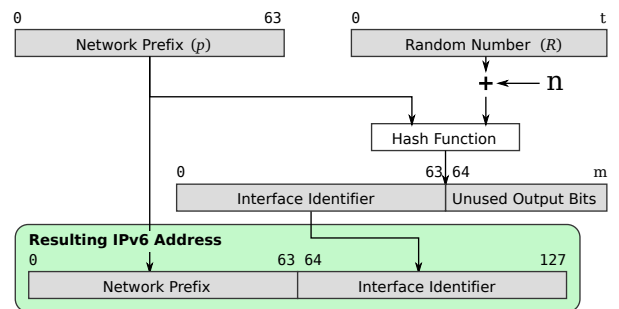 0 63 0 t
Network Prefix (p) Random Number (R)
+ n
Hash Function
0 63 64 m
Interface Identifier Unused Output Bits
Resulting IPv6 Address
0 63 64 127
Network Prefix Interface Identifier